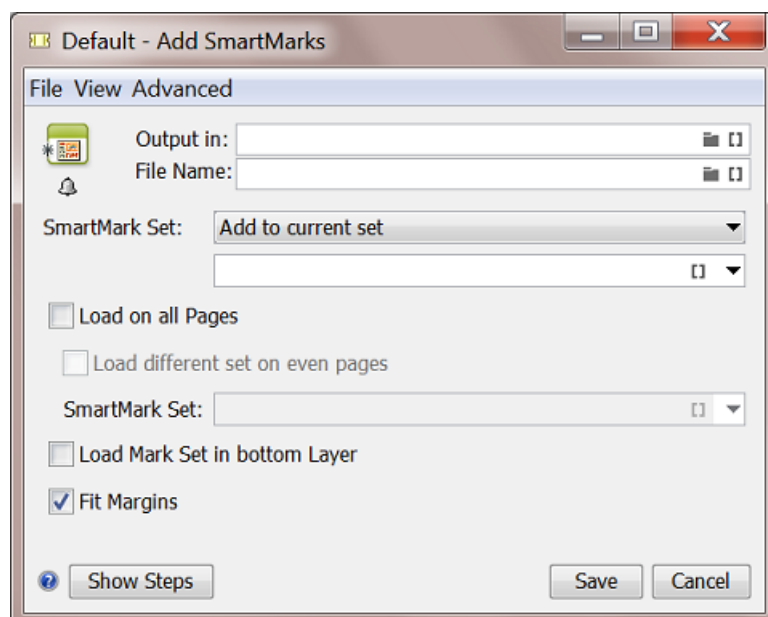 Default - Add SmartMarks
File View Advanced
Output in:
File Name:
SmartMark Set: Add to current set
Load on all Pages
Load different set on even pages
SmartMark Set:
Load Mark Set in bottom Layer
Fit Margins
Show Steps Save Cancel